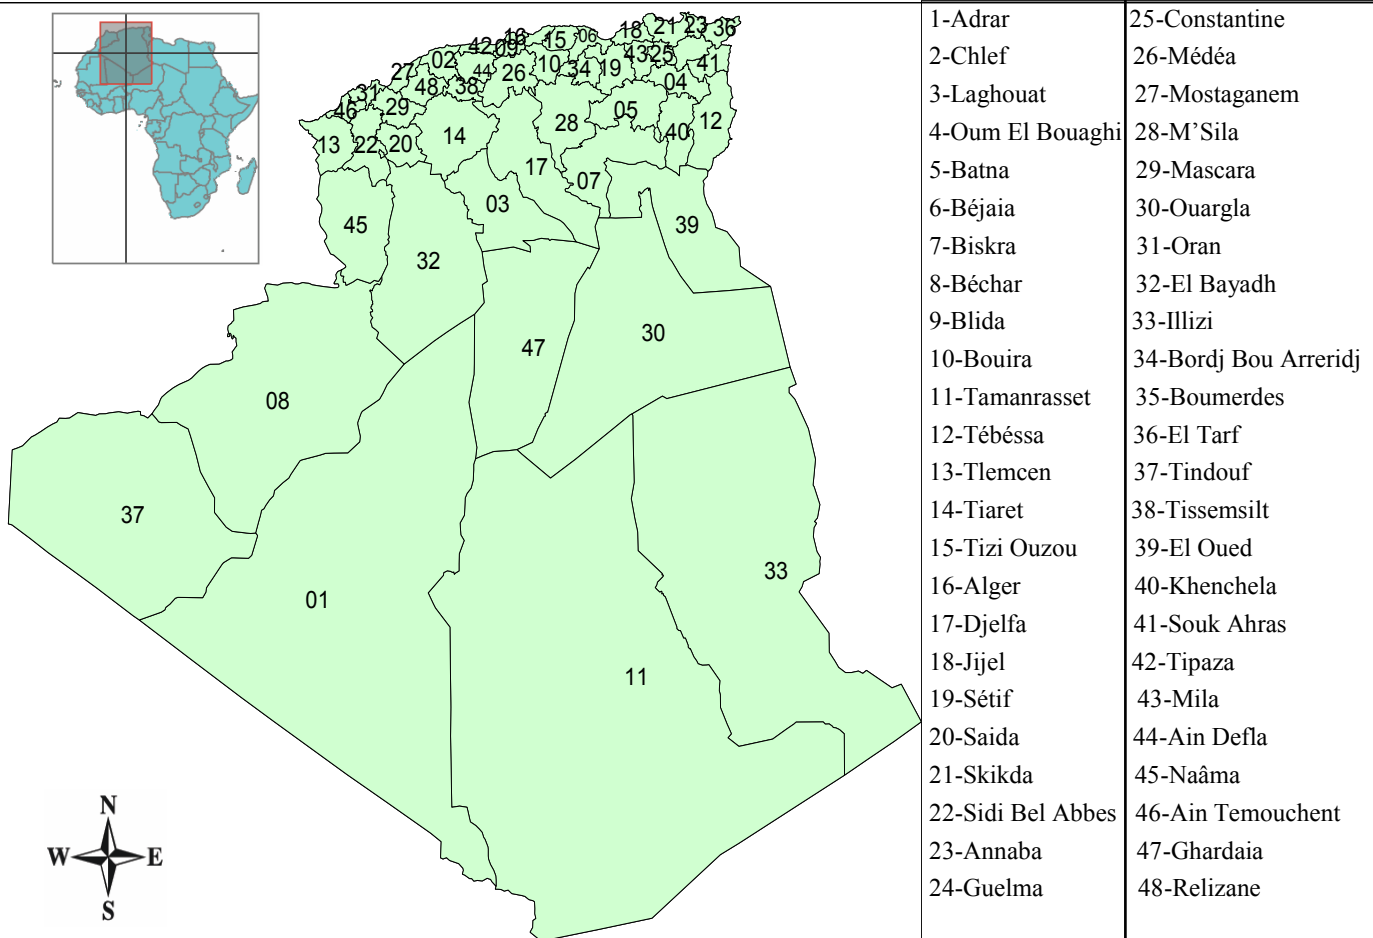 18 21 23 36
16 15 06
42 09 43 25
02 10 34 19 41
27 44 26
48 38 04
31 29 05
46 28 12
14 40
13 22 20
17
07
03
45 39
32
30
47
08
37
33
01
11
N
W E
S
1-Adrar
2-Chlef
3-Laghouat
4-Oum El Bouaghi
5-Batna
6-Béjaia
7-Biskra
8-Béchar
9-Blida
10-Bouira
11-Tamanrasset
12-Tébéssa
13-Tlemcen
14-Tiaret
15-Tizi Ouzou
16-Alger
17-Djelfa
18-Jijel
19-Sétif
20-Saida
21-Skikda
22-Sidi Bel Abbes
23-Annaba
24-Guelma
25-Constantine
26-Médéa
27-Mostaganem
28-M’Sila
29-Mascara
30-Ouargla
31-Oran
32-El Bayadh
33-Illizi
34-Bordj Bou Arreridj
35-Boumerdes
36-El Tarf
37-Tindouf
38-Tissemsilt
39-El Oued
40-Khenchela
41-Souk Ahras
42-Tipaza
43-Mila
44-Ain Defla
45-Naâma
46-Ain Temouchent
47-Ghardaia
48-Relizane